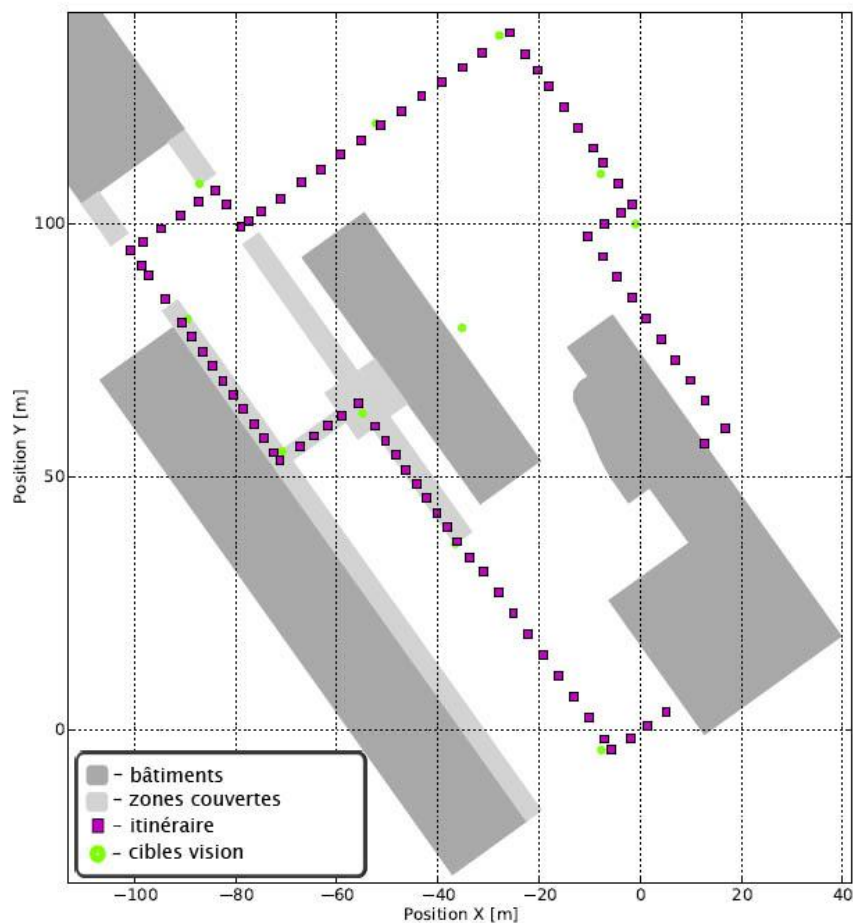 100
50
0
Position Y [m]
– bâtiments
– zones couvertes
– itinéraire
– cibles vision
−100 −80 −60 −40 −20 0 20 40
Position X [m]